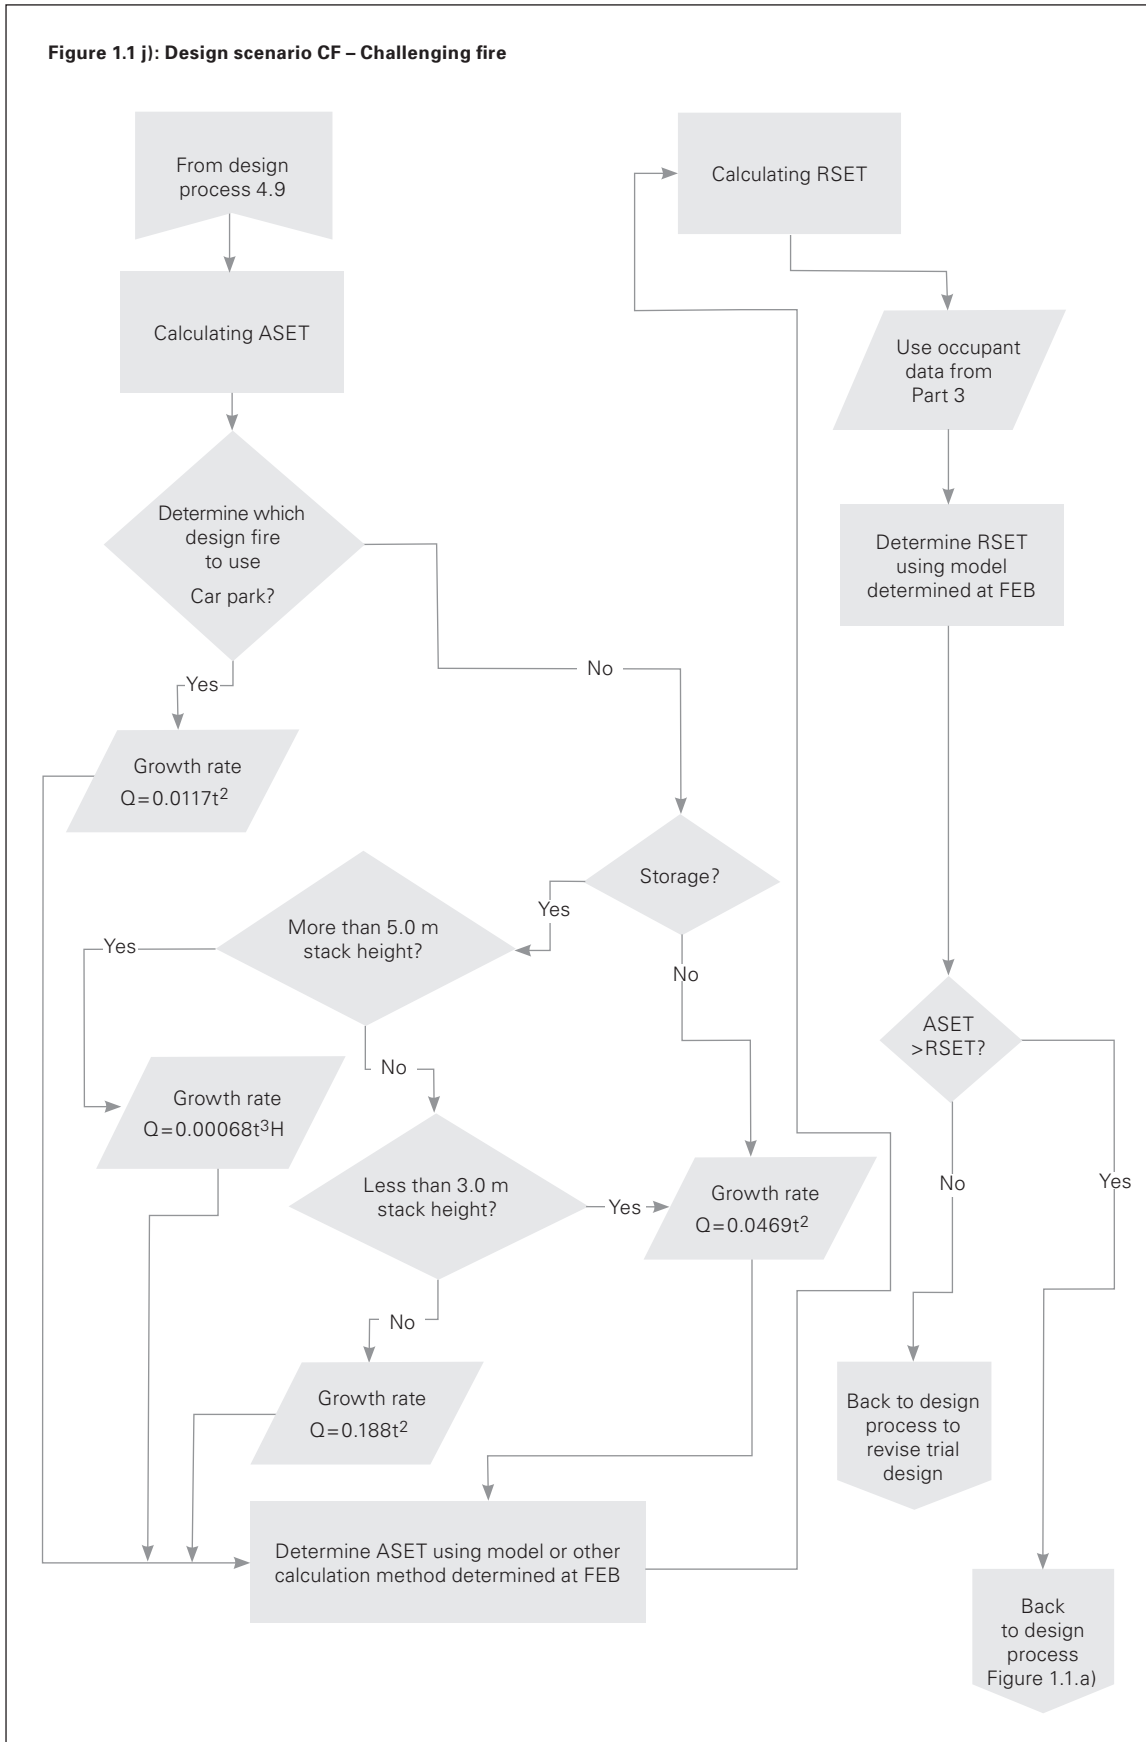 Figure 1.1 j): Design scenario CF – Challenging fire
From design
process 4.9
Calculating ASET
Determine which
design fire
to use
Car park?
Yes
No
Growth rate
Q=0.0117t²
Storage?
Yes
No
More than 5.0 m
stack height?
Yes
No
Growth rate
Q=0.00068t³H
Less than 3.0 m
stack height?
Yes
No
Growth rate
Q=0.0469t²
Growth rate
Q=0.188t²
Determine ASET using model or other
calculation method determined at FEB
Calculating RSET
Use occupant
data from
Part 3
Determine RSET
using model
determined at FEB
ASET
>RSET?
No
Yes
Back to design
process to
revise trial
design
Back
to design
process
Figure 1.1.a)